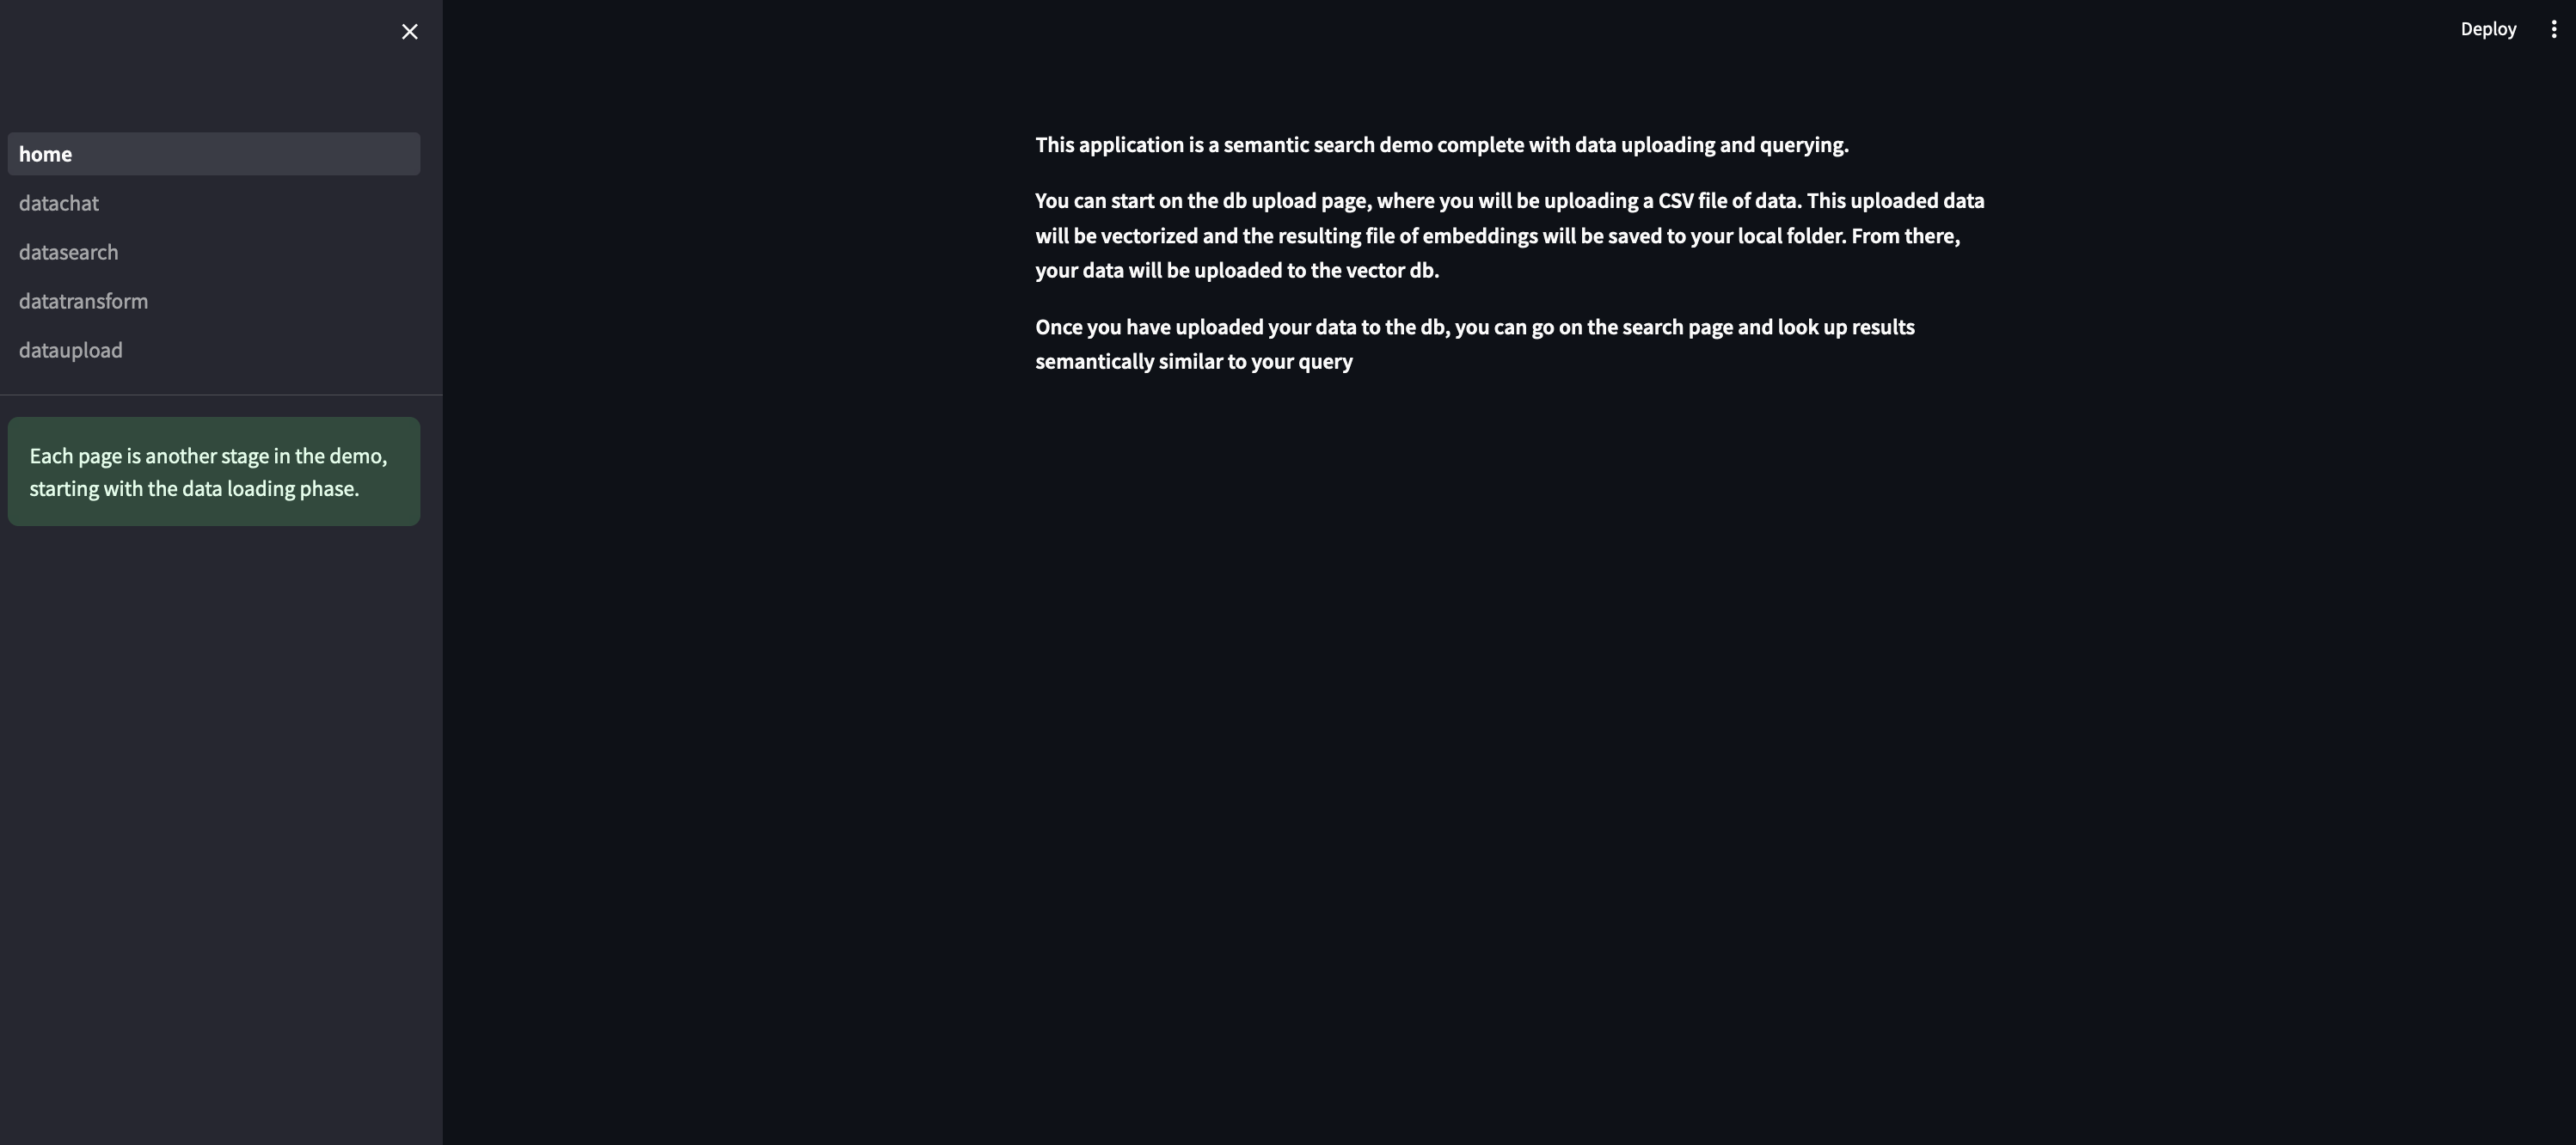 Deploy
home
datachat
datasearch
datatransform
dataupload
Each page is another stage in the demo,
starting with the data loading phase.
This application is a semantic search demo complete with data uploading and querying.
You can start on the db upload page, where you will be uploading a CSV file of data. This uploaded data
will be vectorized and the resulting file of embeddings will be saved to your local folder. From there,
your data will be uploaded to the vector db.
Once you have uploaded your data to the db, you can go on the search page and look up results
semantically similar to your query